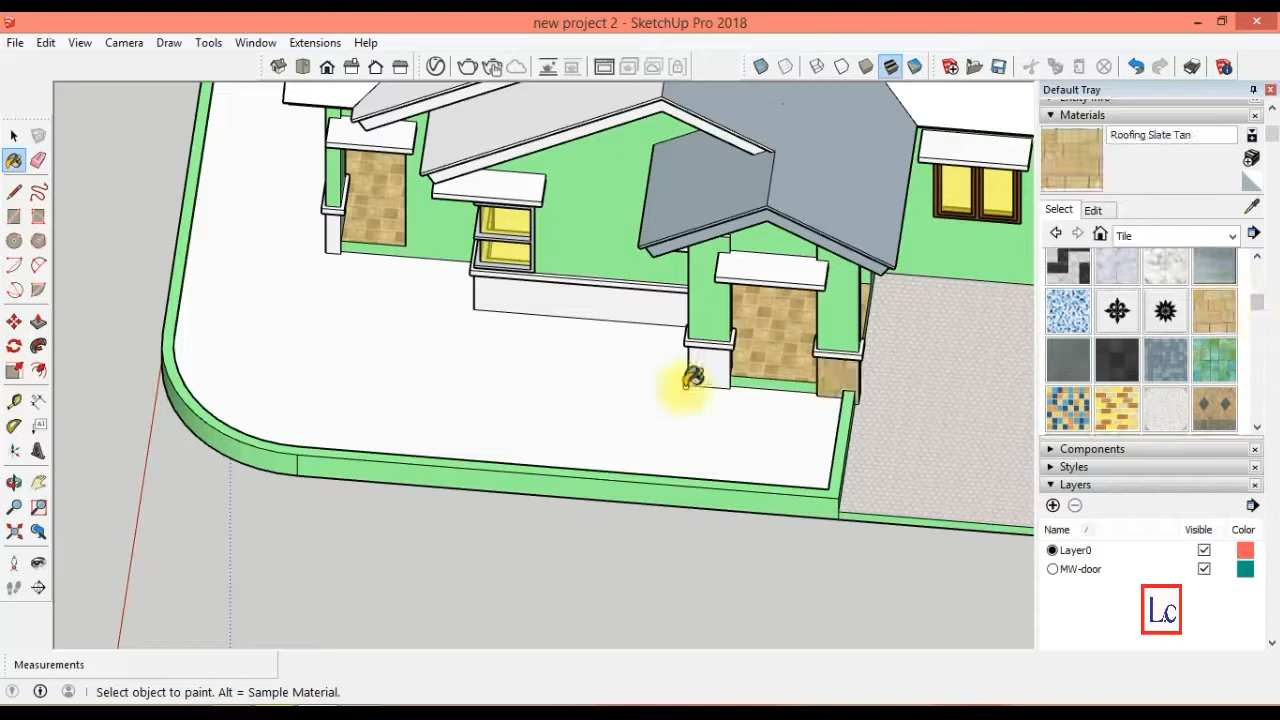 new project 2 - SketchUp Pro 2018
File Edit View Camera Draw Tools Window Extensions Help
Default Tray
Materials
Roofing Slate Tan
Select Edit
Tile
Components
Styles
Layers
Name Visible Color
Layer0
MW-door
Lc
Measurements
Select object to paint. Alt = Sample Material.